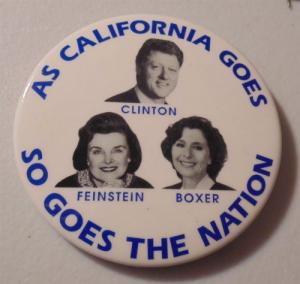 AS CALIFORNIA GOES
CLINTON
FEINSTEIN BOXER
SO GOES THE NATION